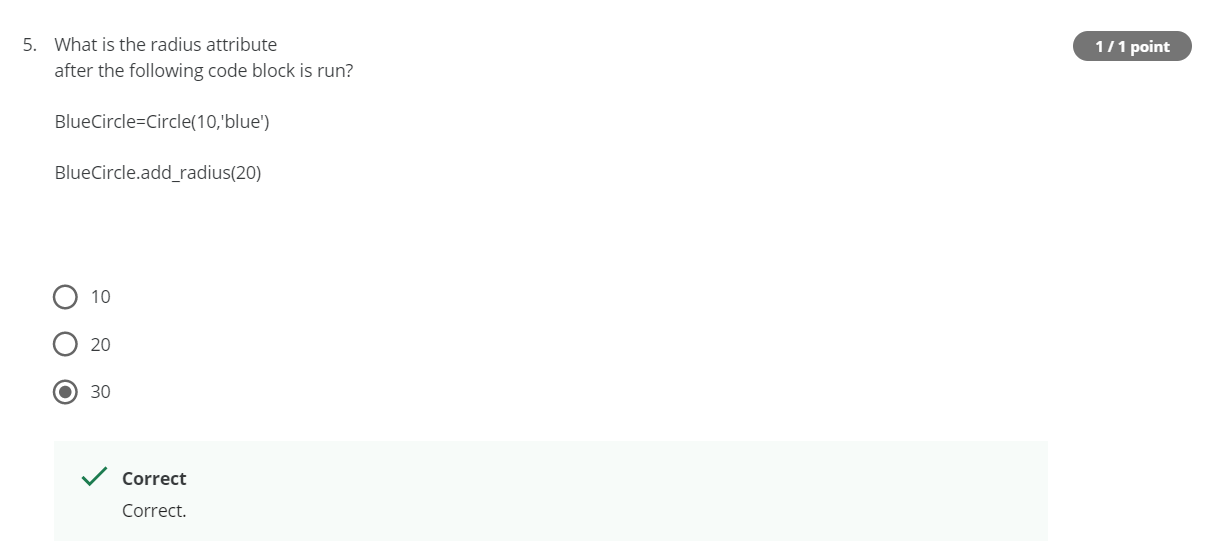 5. What is the radius attribute
1 / 1 point
after the following code block is run?
BlueCircle=Circle(10,'blue')
BlueCircle.add_radius(20)
10
20
30
Correct
Correct.